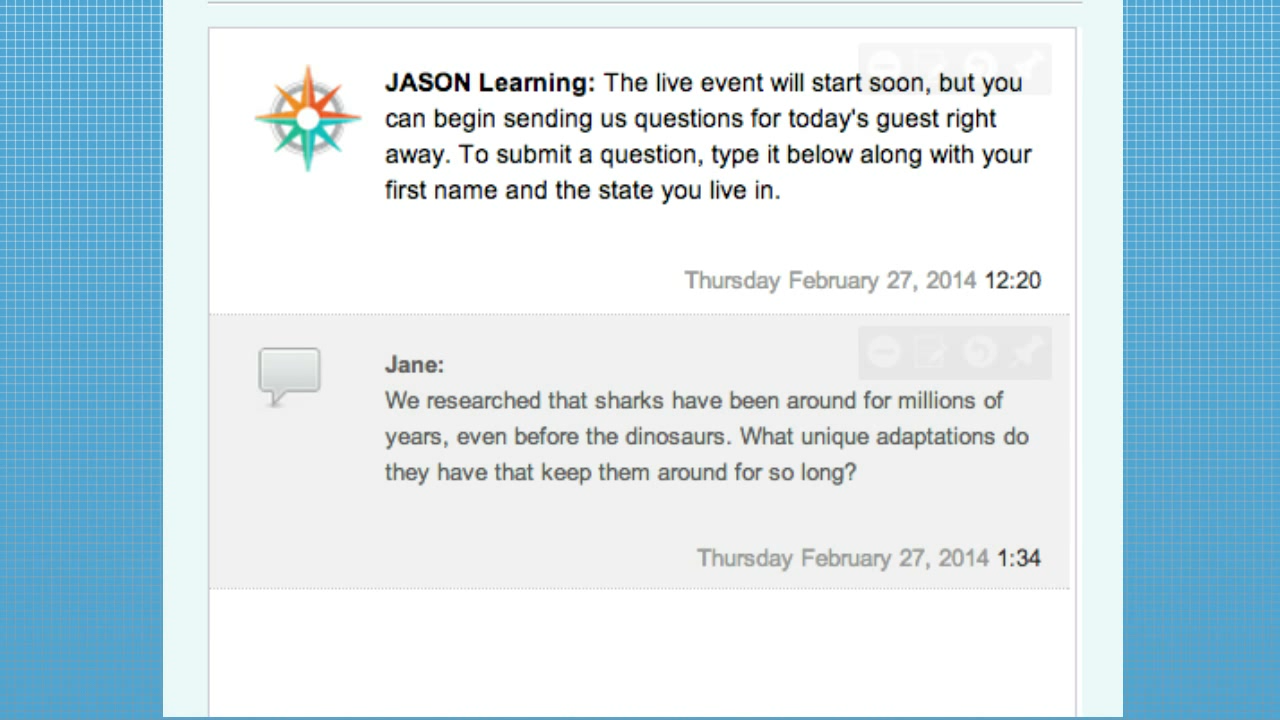 JASON Learning: The live event will start soon, but you
can begin sending us questions for today's guest right
away. To submit a question, type it below along with your
first name and the state you live in.
Thursday February 27, 2014 12:20
Jane:
We researched that sharks have been around for millions of
years, even before the dinosaurs. What unique adaptations do
they have that keep them around for so long?
Thursday February 27, 2014 1:34